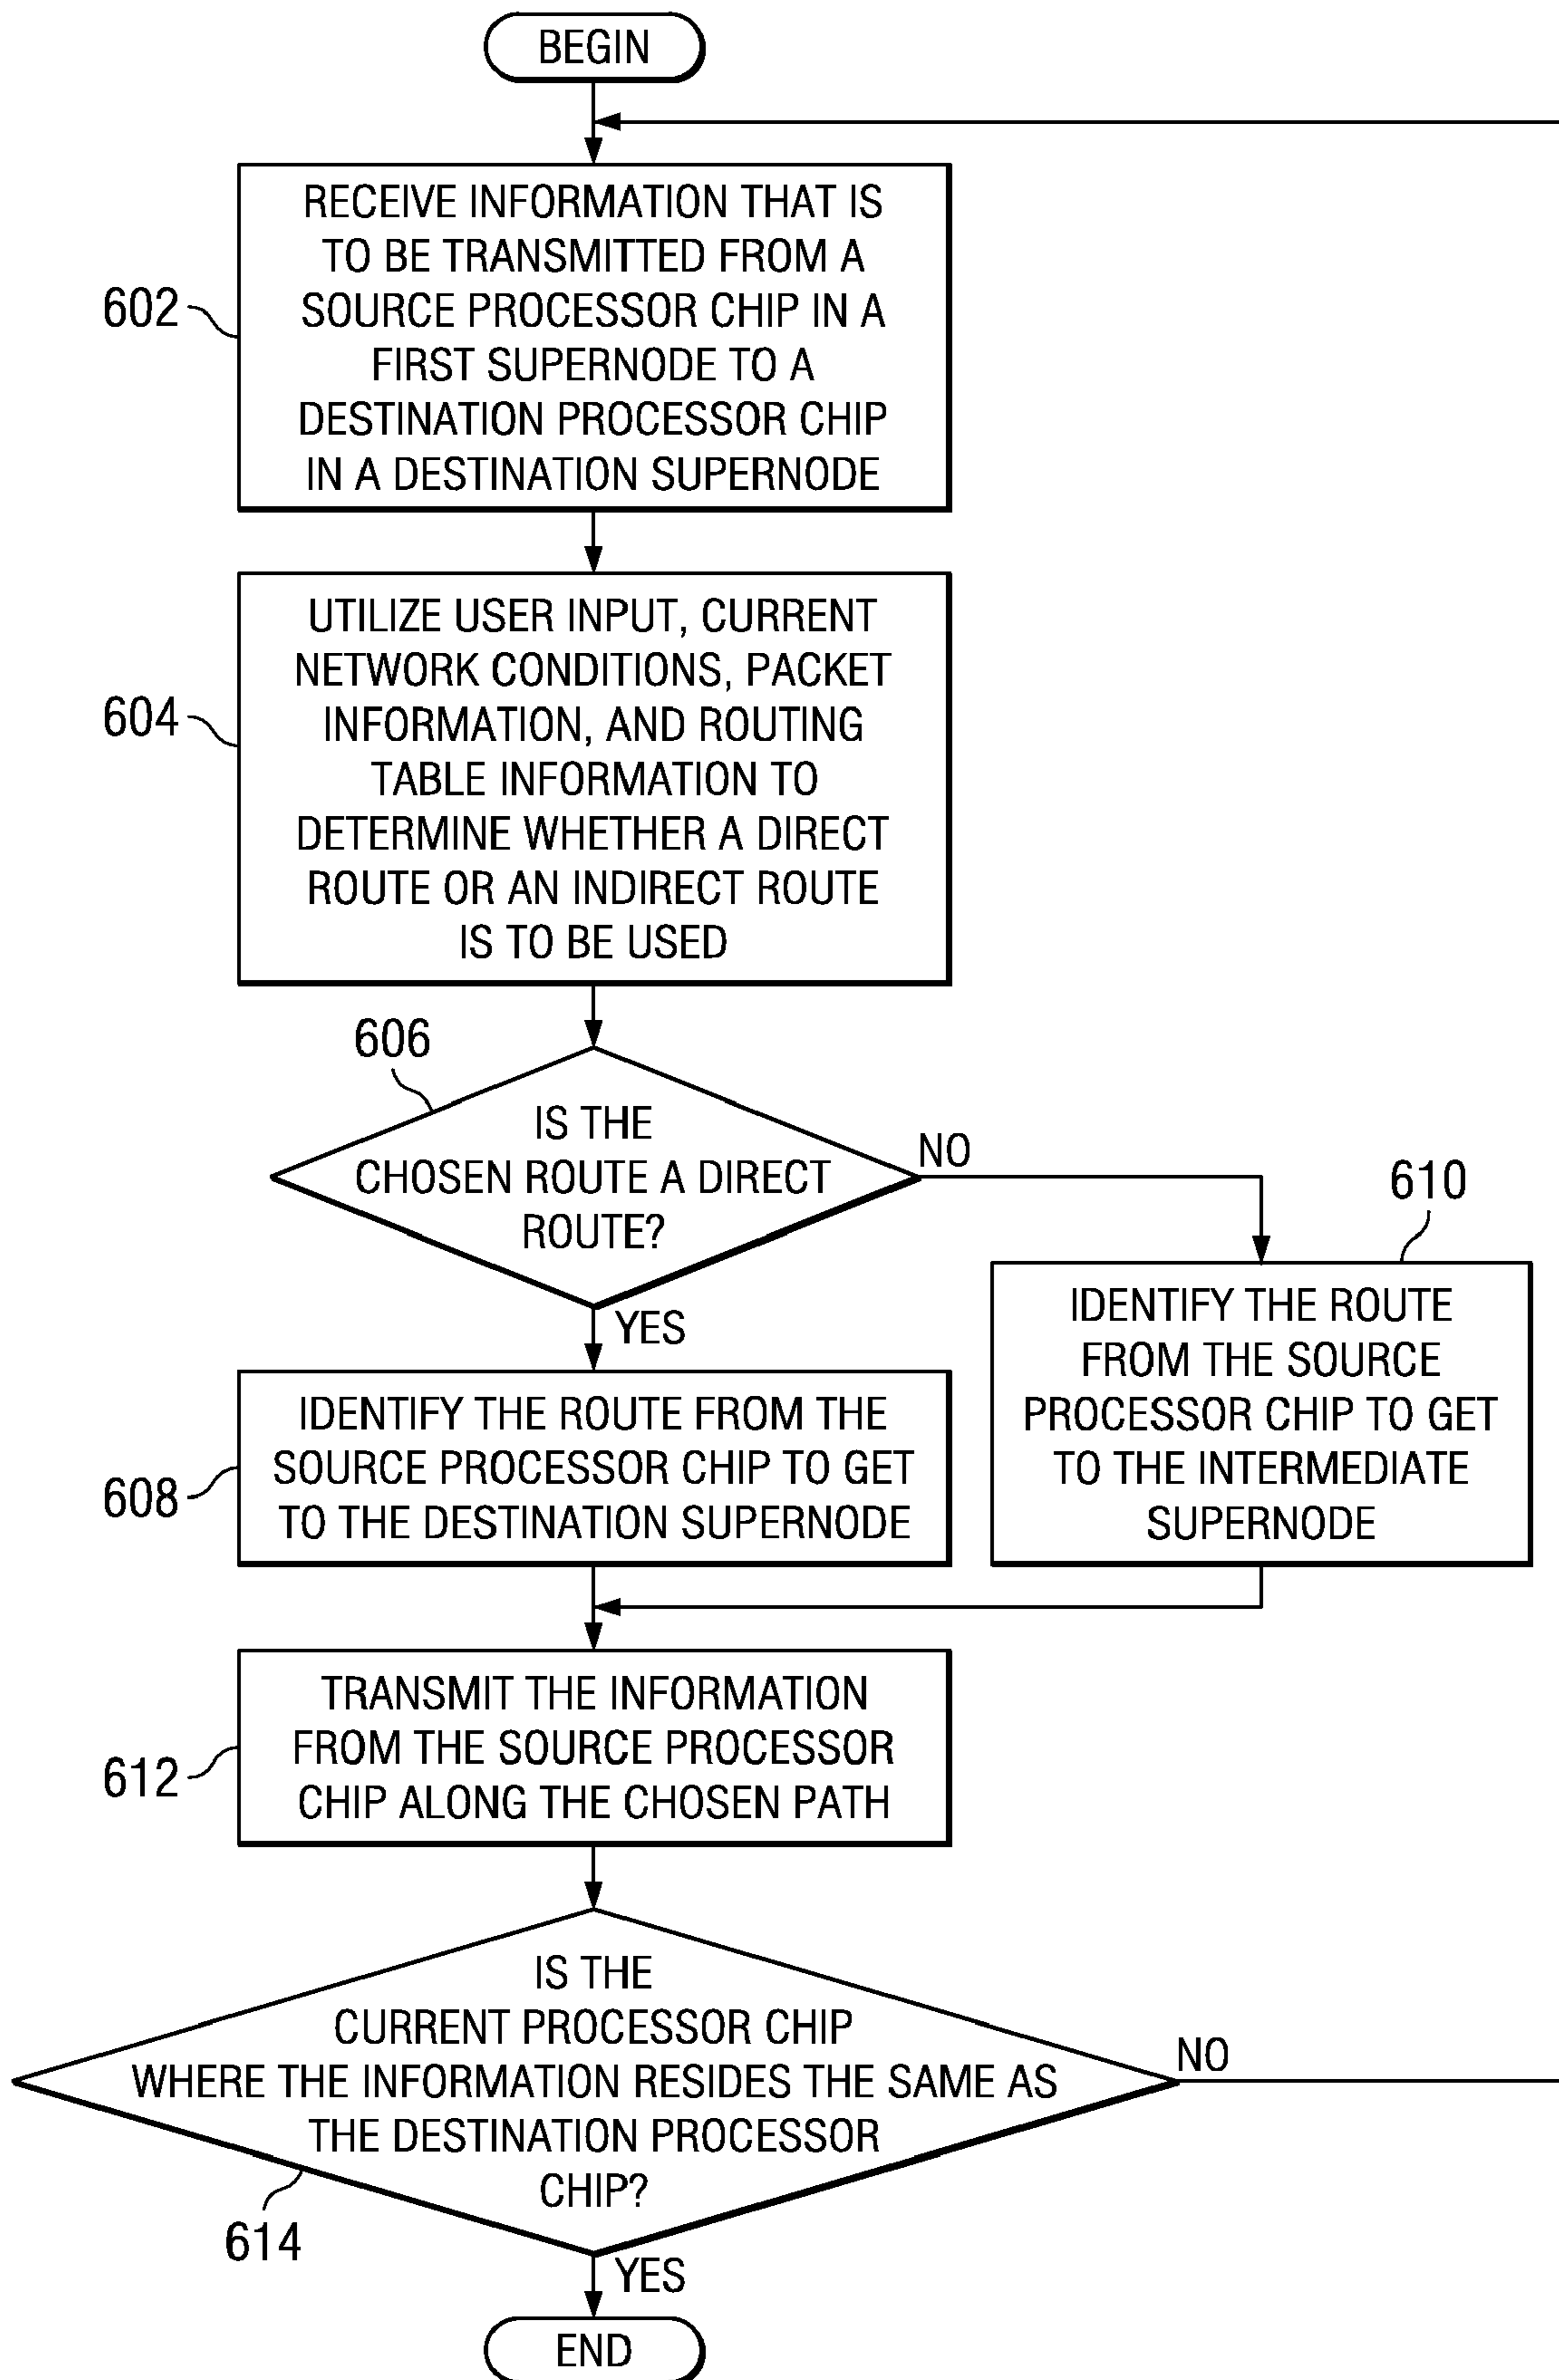 BEGIN
602
RECEIVE INFORMATION THAT IS
TO BE TRANSMITTED FROM A
SOURCE PROCESSOR CHIP IN A
FIRST SUPERNODE TO A
DESTINATION PROCESSOR CHIP
IN A DESTINATION SUPERNODE
604
UTILIZE USER INPUT, CURRENT
NETWORK CONDITIONS, PACKET
INFORMATION, AND ROUTING
TABLE INFORMATION TO
DETERMINE WHETHER A DIRECT
ROUTE OR AN INDIRECT ROUTE
IS TO BE USED
606
IS THE
CHOSEN ROUTE A DIRECT
ROUTE?
NO
YES
610
IDENTIFY THE ROUTE
FROM THE SOURCE
PROCESSOR CHIP TO GET
TO THE INTERMEDIATE
SUPERNODE
608
IDENTIFY THE ROUTE FROM THE
SOURCE PROCESSOR CHIP TO GET
TO THE DESTINATION SUPERNODE
612
TRANSMIT THE INFORMATION
FROM THE SOURCE PROCESSOR
CHIP ALONG THE CHOSEN PATH
IS THE
CURRENT PROCESSOR CHIP
WHERE THE INFORMATION RESIDES THE SAME AS
THE DESTINATION PROCESSOR
CHIP?
NO
614
YES
END